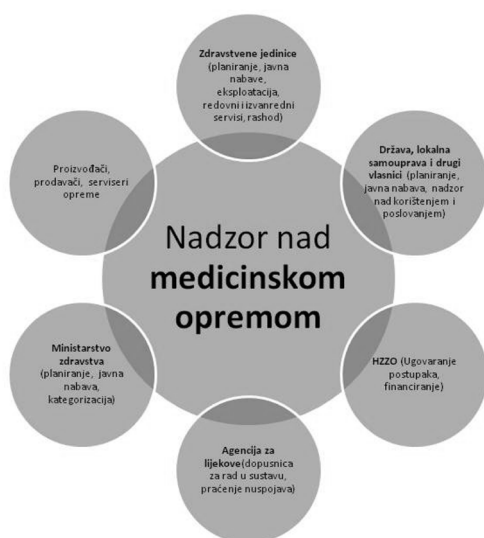 Zdravstvene jedinice
(planiranje, javna
nabave,
eksploatacija,
redovni i izvanredni
servisi, rashod)
Proizvođači,
prodavači, serviseri
opreme
Država, lokalna
samouprava i drugi
vlasnici (planiranje,
javna nabava, nadzor
nad korištenjem i
poslovanjem)
Nadzor nad
medicinskom
opremom
Ministarstvo
zdravstva
(planiranje, javna
nabava,
kategorizacija)
HZZO (Ugovaranje
postupaka,
financiranje)
Agencija za
lijekove(dopusnica
za rad u sustavu,
praćenje nuspojava)